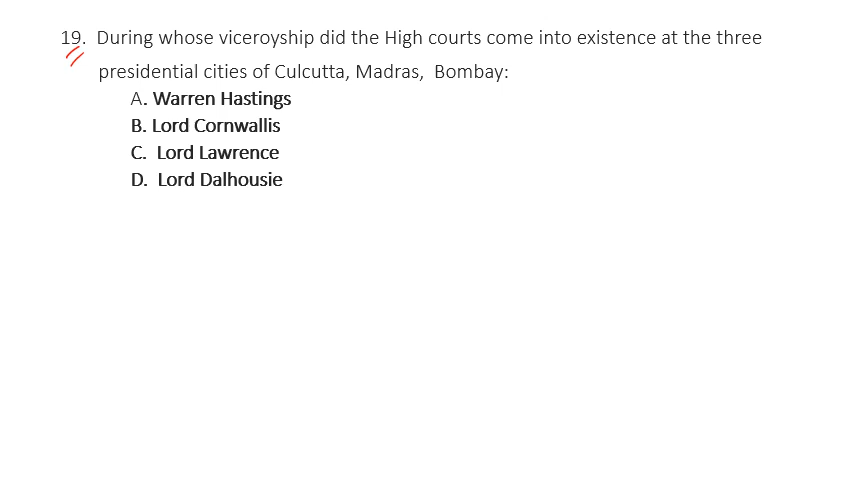 19. During whose viceroyship did the High courts come into existence at the three
presidential cities of Culcutta, Madras, Bombay:
A. Warren Hastings
B. Lord Cornwallis
C. Lord Lawrence
D. Lord Dalhousie